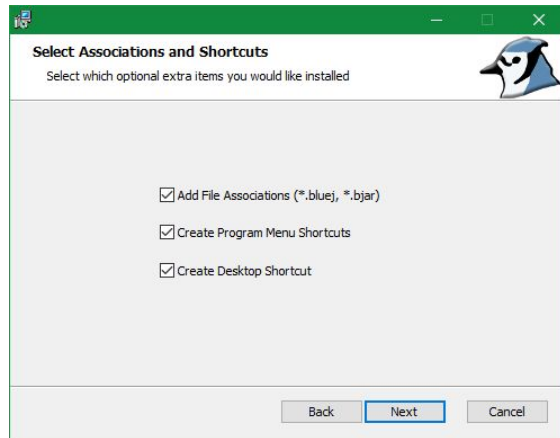 Select Associations and Shortcuts
Select which optional extra items you would like installed
Add File Associations (*.bluej, *.bjar)
Create Program Menu Shortcuts
Create Desktop Shortcut
Back Next Cancel